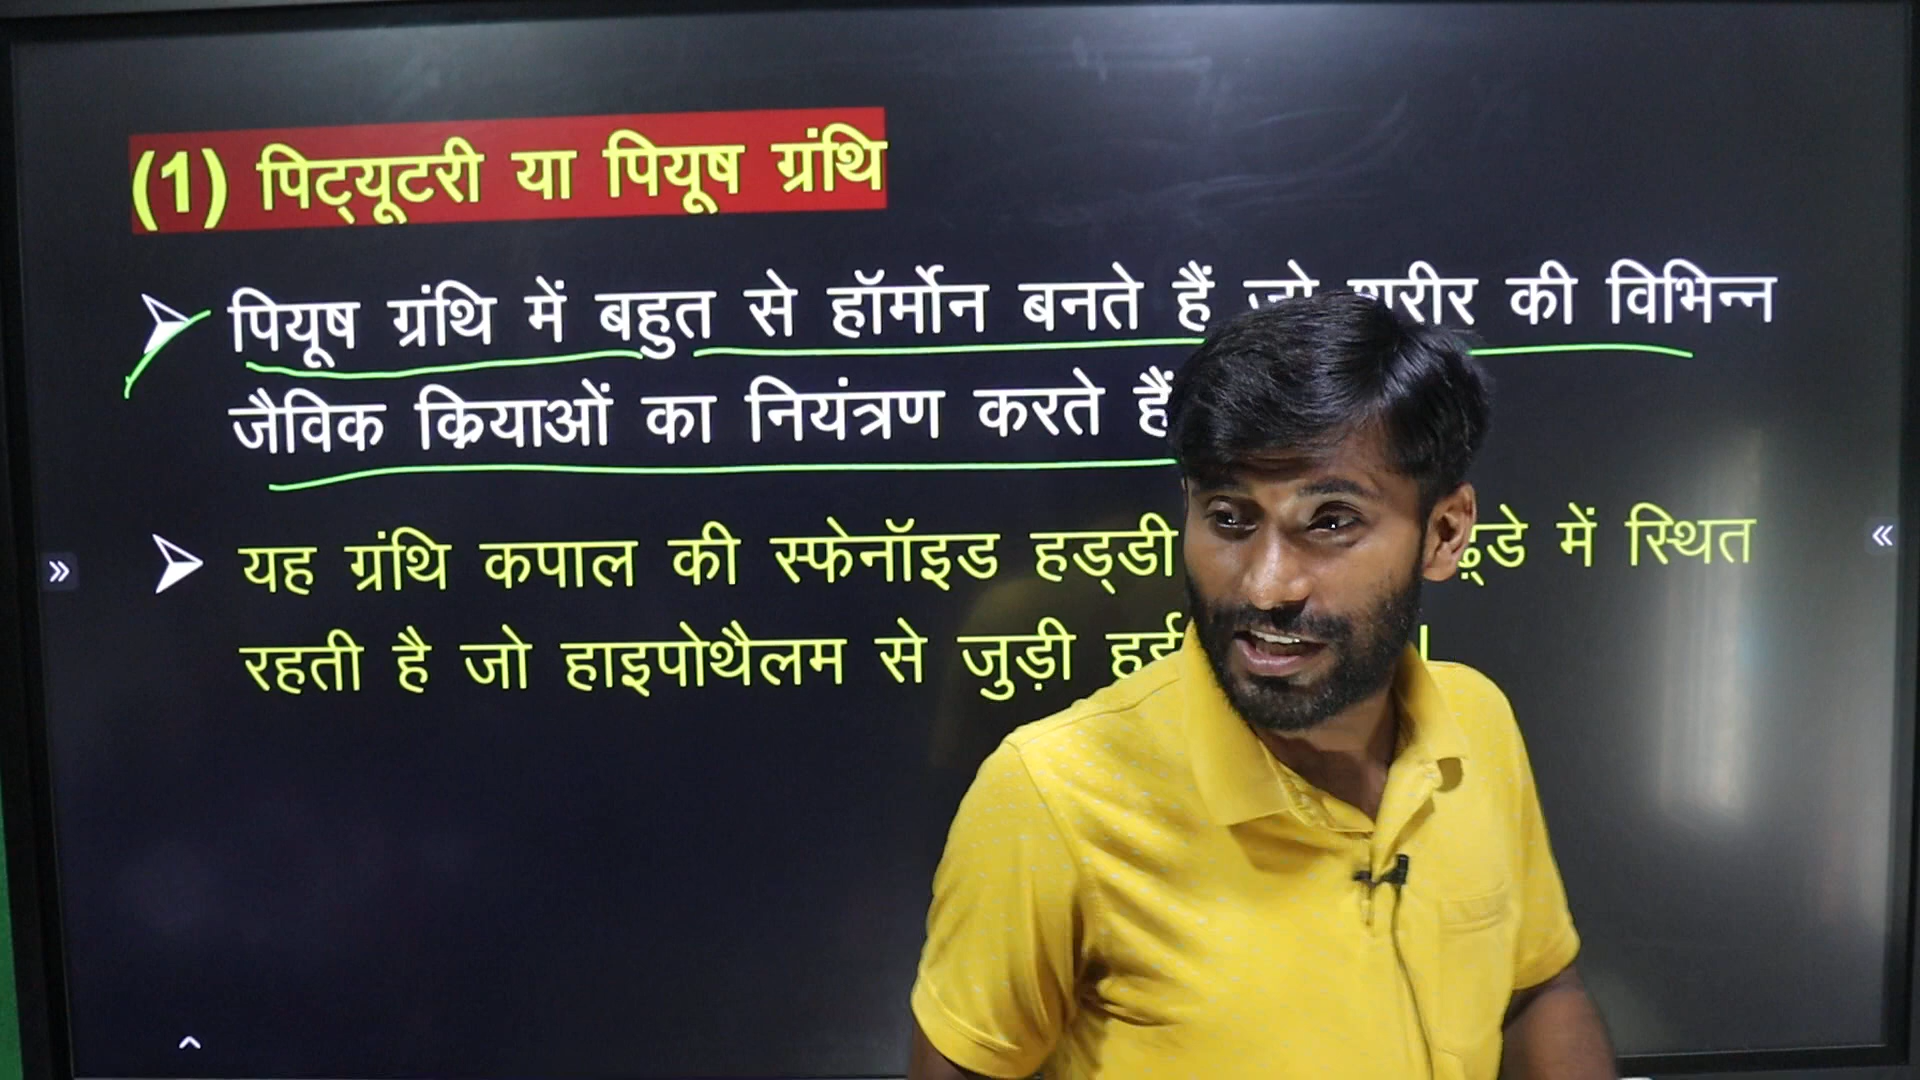 (1) पिट्यूटरी या पियूष ग्रंथि
पियूष ग्रंथि में बहुत से हॉर्मोन बनते हैं जो शरीर की विभिन्न
जैविक क्रियाओं का नियंत्रण करते हैं
यह ग्रंथि कपाल की स्फेनॉइड हड्डी में स्थित
रहती है जो हाइपोथैलम से जुड़ी हुई ।